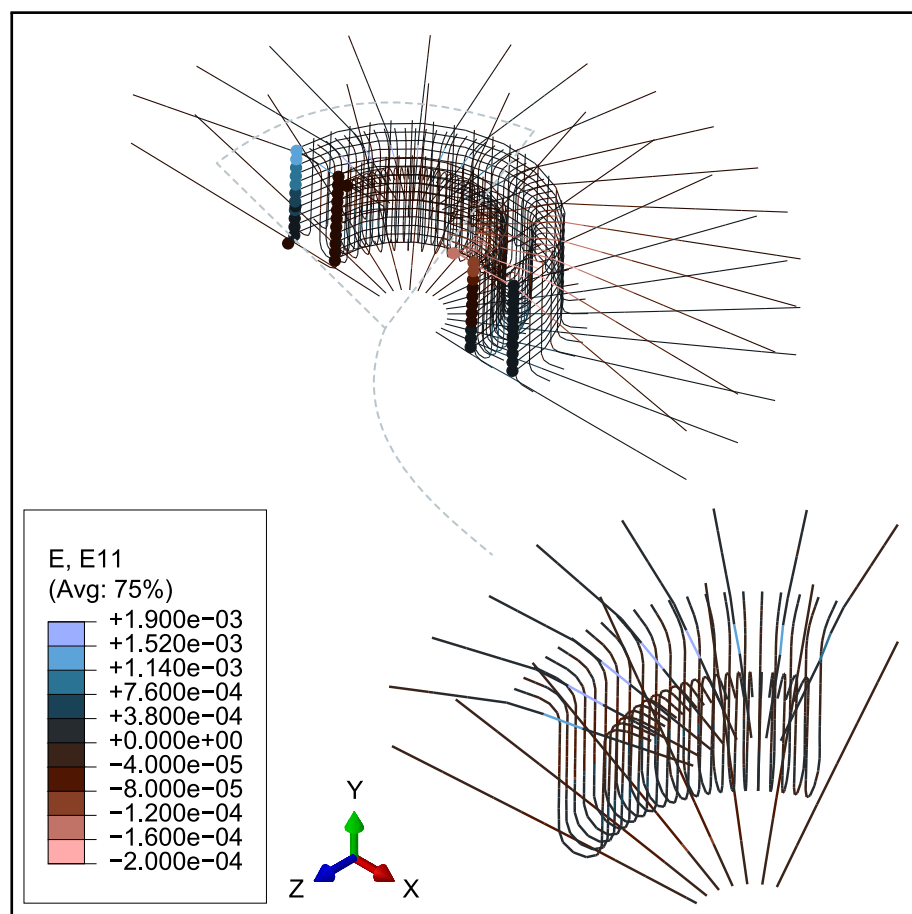 E, E11
(Avg: 75%)
+1.900e−03
+1.520e−03
+1.140e−03
+7.600e−04
+3.800e−04
+0.000e+00
−4.000e−05
−8.000e−05
−1.200e−04
−1.600e−04
−2.000e−04
Y
Z
X